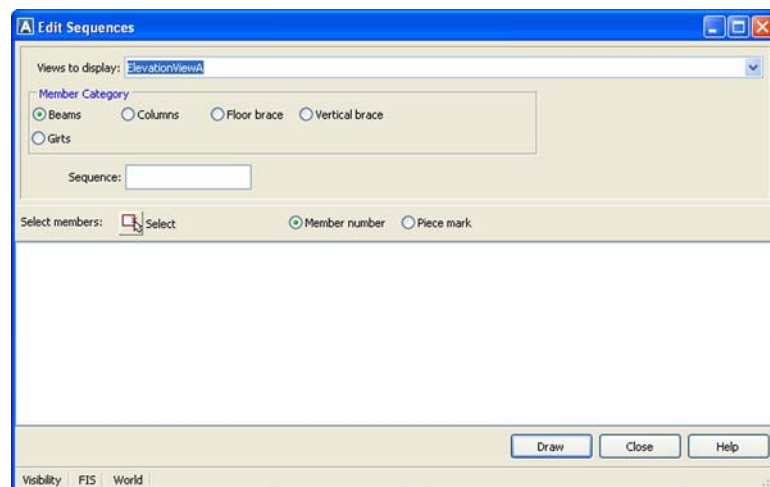 A Edit Sequences
Views to display: ElevationViewA
Member Category
Beams Columns Floor brace Vertical brace
Girts
Sequence:
Select members: Select Member number Piece mark
Draw Close Help
Visibility FIS World